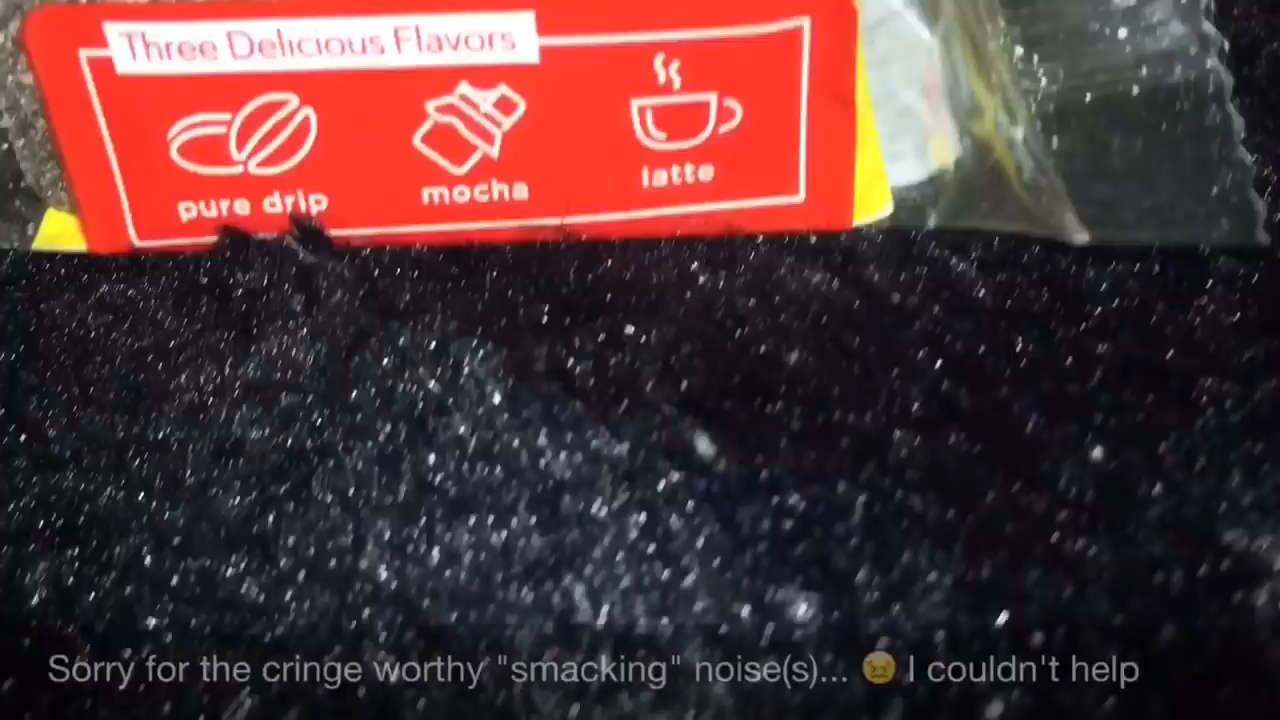 Three Delicious Flavors
pure drip
mocha
latte
Sorry for the cringe worthy "smacking" noise(s)... 😖 I couldn't help